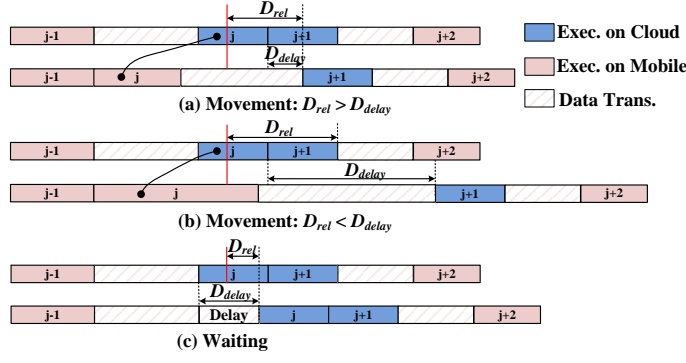 D_rel
j-1 j j+1 j+2
D_delay
j-1 j j+1 j+2
(a) Movement: D_rel > D_delay
Exec. on Cloud
Exec. on Mobile
Data Trans.
D_rel
j-1 j j+1 j+2
D_delay
j-1 j j+1 j+2
(b) Movement: D_rel < D_delay
D_rel
j-1 j j+1 j+2
D_delay
j-1 Delay j j+1 j+2
(c) Waiting